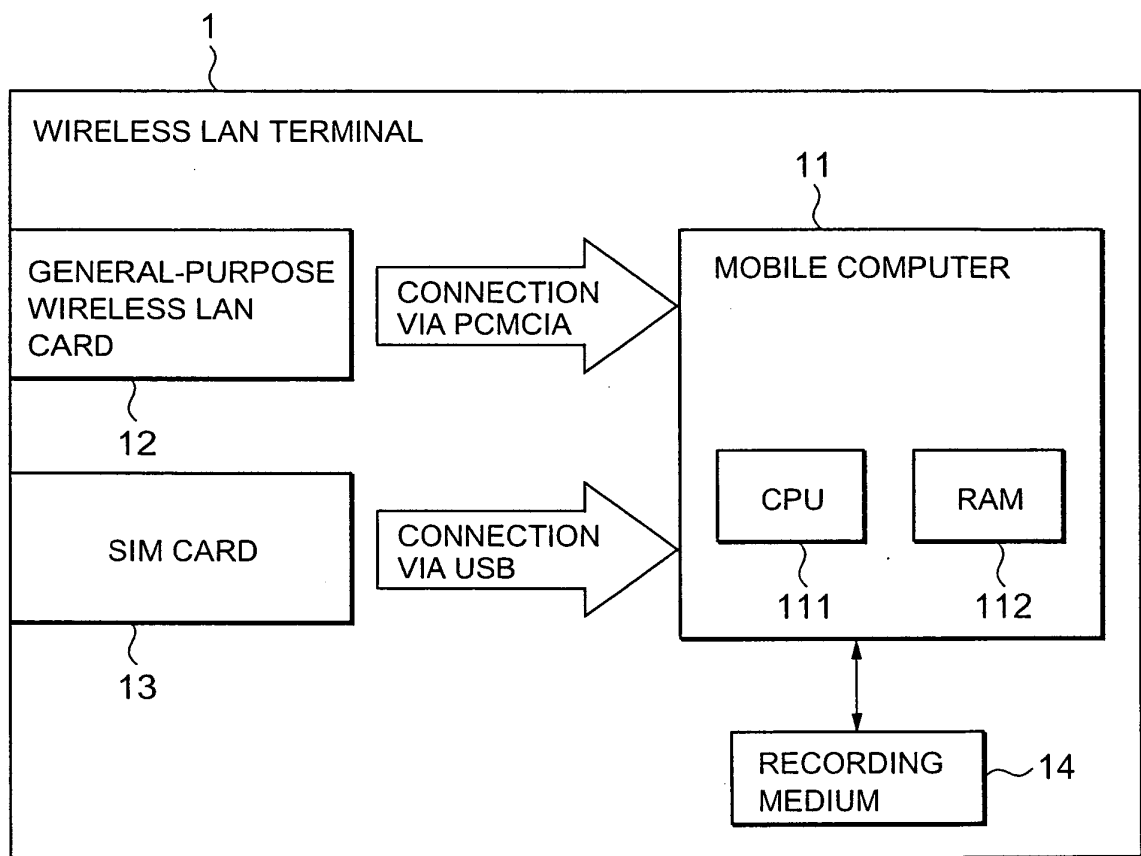 1
WIRELESS LAN TERMINAL
11
GENERAL-PURPOSE
WIRELESS LAN
CARD
CONNECTION
VIA PCMCIA
MOBILE COMPUTER
12
CPU
RAM
SIM CARD
CONNECTION
VIA USB
111
112
13
RECORDING
MEDIUM
14